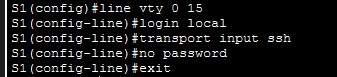 S1(config)#line vty 0 15
S1(config-line)#login local
S1(config-line)#transport input ssh
S1(config-line)#no password
S1(config-line)#exit